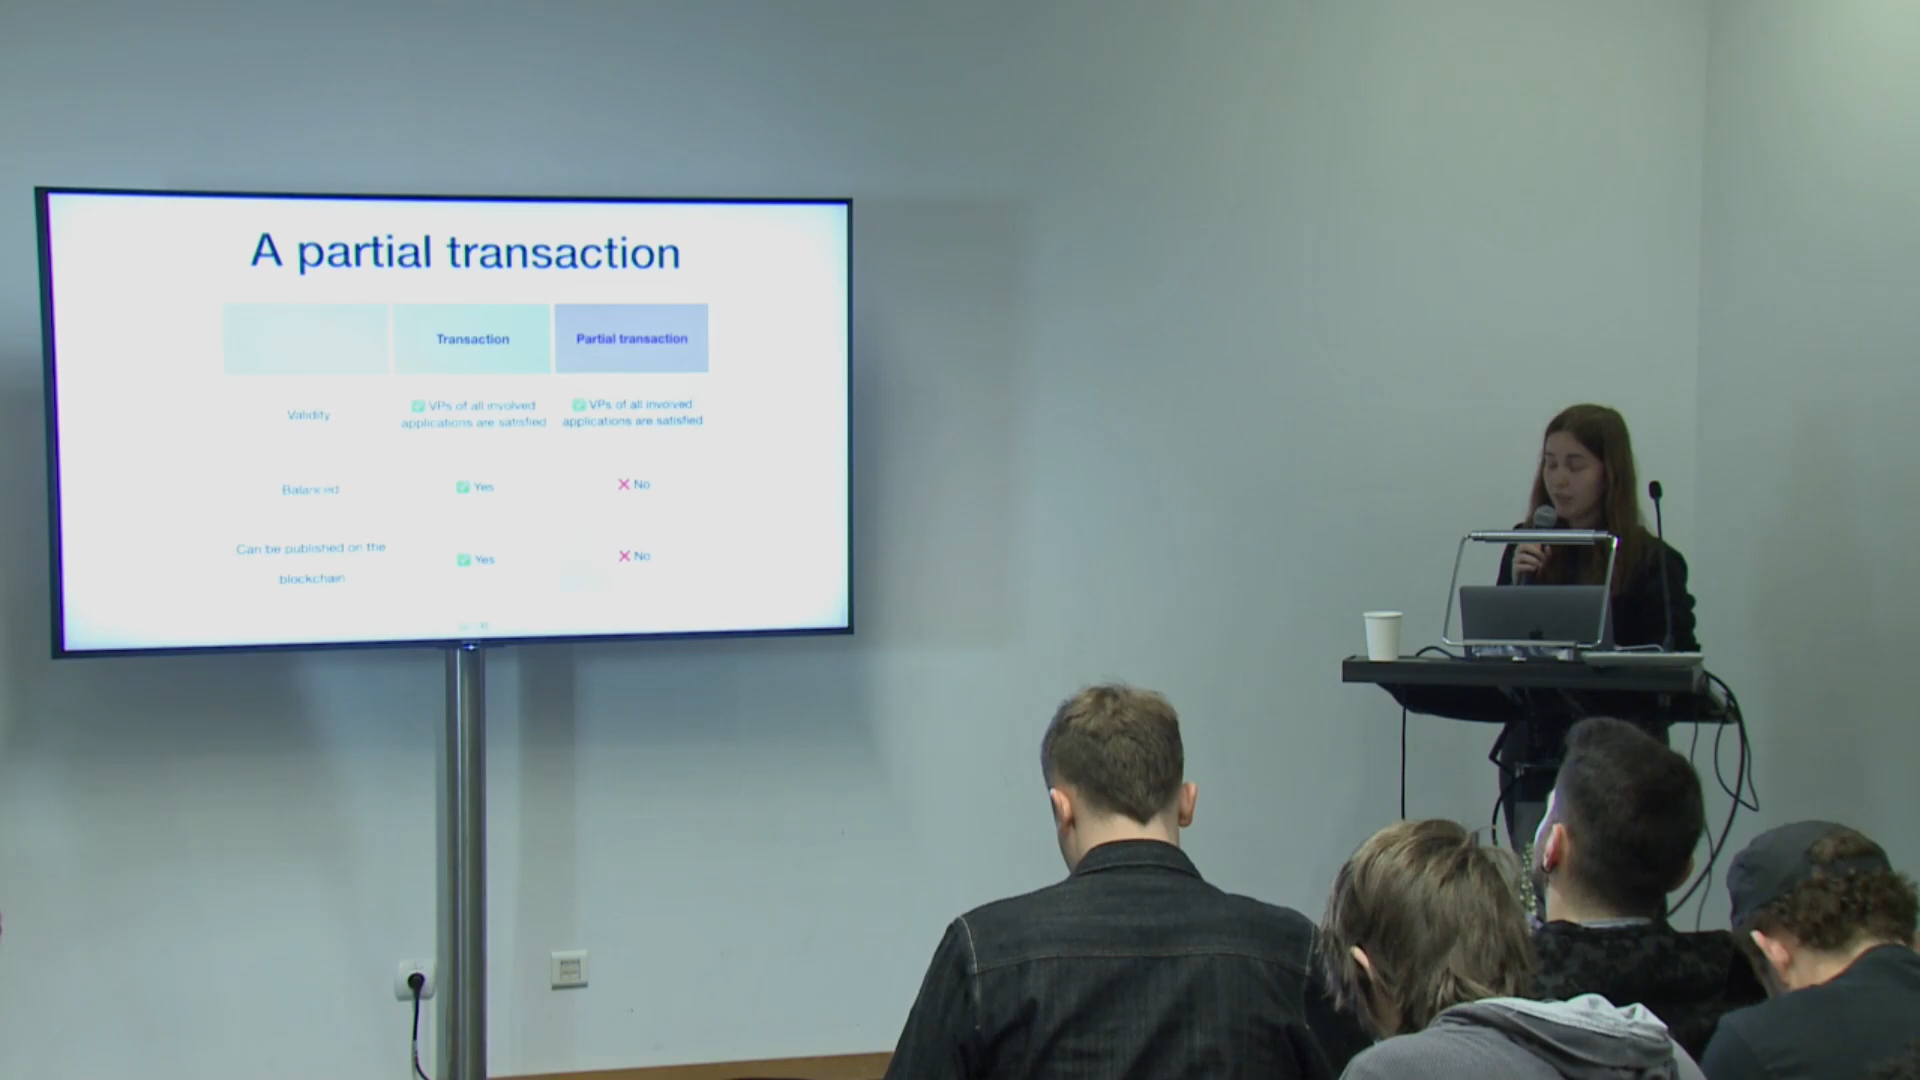 A partial transaction
Transaction
Partial transaction
Validity
✅ VPs of all involved
applications are satisfied
✅ VPs of all involved
applications are satisfied
Balanced
✅ Yes
❌ No
Can be published on the
blockchain
✅ Yes
❌ No